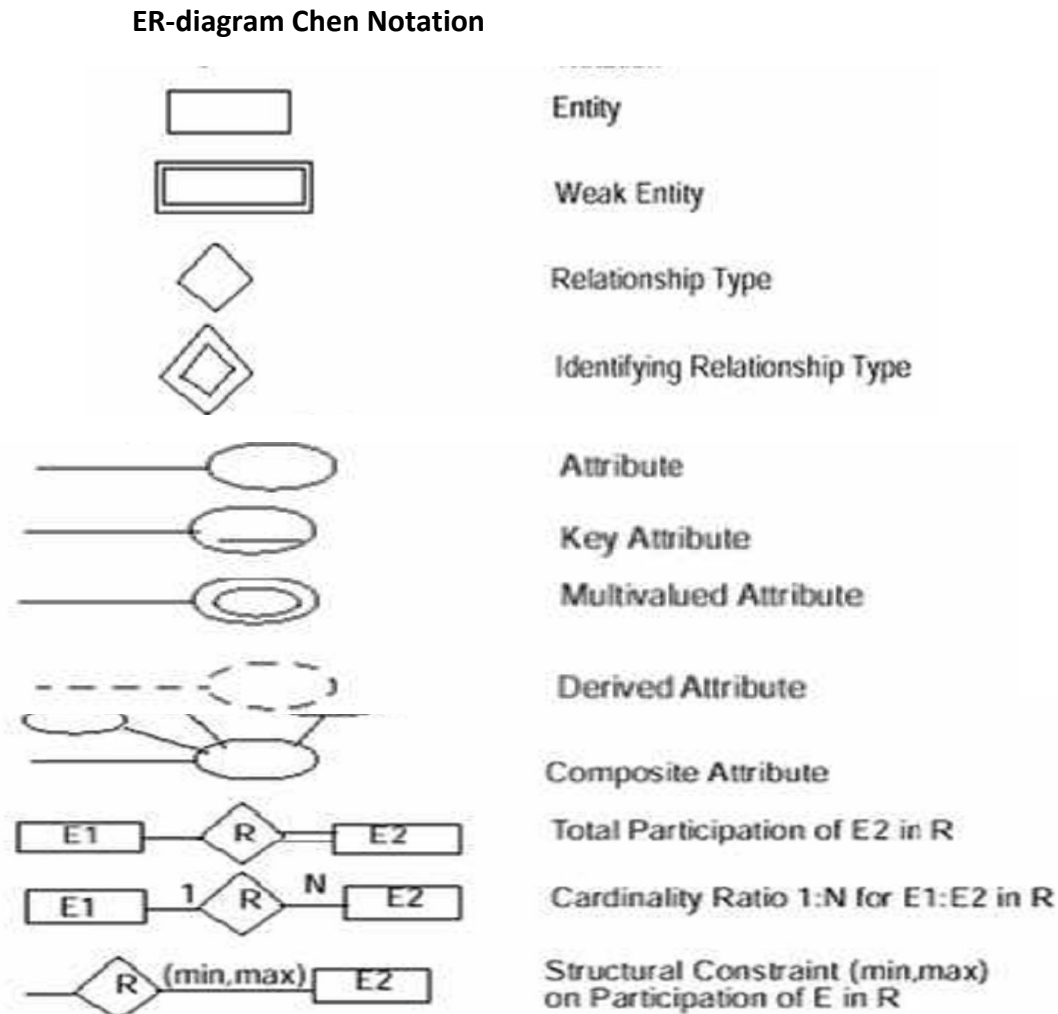 ER-diagram Chen Notation
Entity
Weak Entity
Relationship Type
Identifying Relationship Type
Attribute
Key Attribute
Multivalued Attribute
Derived Attribute
Composite Attribute
E1 R E2
Total Participation of E2 in R
E1 1 R N E2
Cardinality Ratio 1:N for E1:E2 in R
R (min,max) E2
Structural Constraint (min,max)
on Participation of E in R